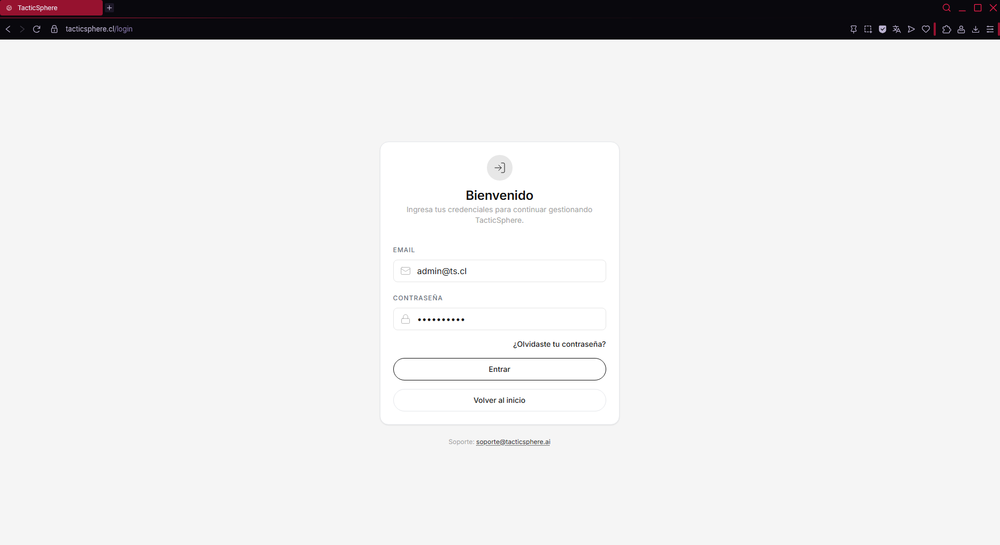 TacticSphere
tacticsphere.cl/login
Bienvenido
Ingresa tus credenciales para continuar gestionando
TacticSphere.
EMAIL
admin@ts.cl
CONTRASEÑA
••••••••••
¿Olvidaste tu contraseña?
Entrar
Volver al inicio
Soporte: soporte@tacticsphere.ai